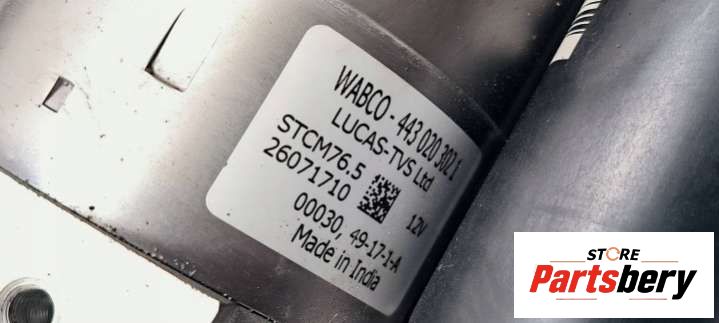 WABCO - 443 020 302 1
LUCAS-TVS Ltd
STCM76.5
26071710
12V
00030, 49-17-1-A
Made in India
STORE
Partsbery